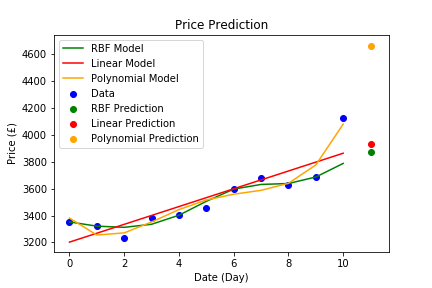 Price Prediction
RBF Model
Linear Model
Polynomial Model
Data
RBF Prediction
Linear Prediction
Polynomial Prediction
4600
4400
4200
4000
3800
3600
3400
3200
Price (£)
0
2
4
6
8
10
Date (Day)